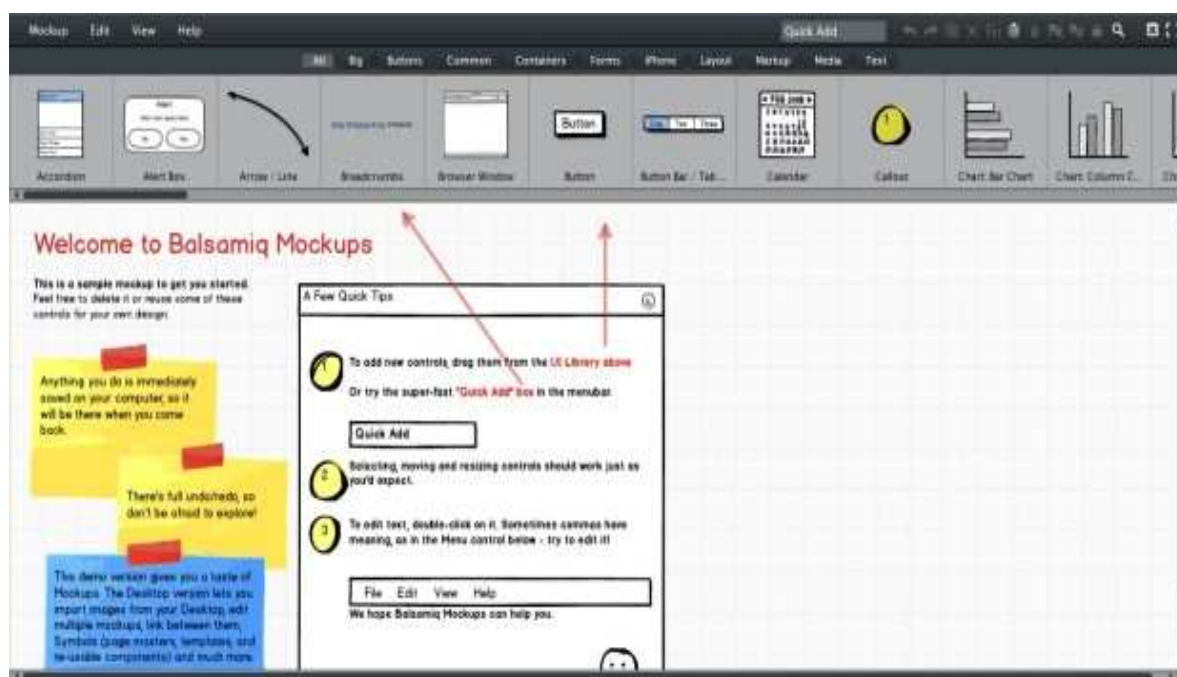 Mockup Edit View Help
Quick Add
All Big Buttons Common Containers Forms iPhone Layout Markup Media Text
Button
One Two Three
1
Accordion Alert Box Arrow / Line Breadcrumbs Browser Window Button Button Bar / Tab ... Calendar Callout Chart: Bar Chart Chart: Column C...
Welcome to Balsamiq Mockups
This is a sample mockup to get you started.
Feel free to delete it or reuse some of these
controls for your own design.
Anything you do is immediately
saved on your computer, so it
will be there when you come
back.
There's full undo/redo, so
don't be afraid to explore!
This demo version gives you a taste of
Mockups. The Desktop version lets you
import images from your Desktop, edit
multiple mockups, link between them,
Symbols (page masters, templates, and
re-usable components) and much more.
A Few Quick Tips
1
To add new controls, drag them from the UI Library above
Or try the super-fast "Quick Add" box in the menubar.
Quick Add
2
Selecting, moving and resizing controls should work just as
you'd expect.
3
To edit text, double-click on it. Sometimes commas have
meaning, as in the Menu control below - try to edit it!
File Edit View Help
We hope Balsamiq Mockups can help you.